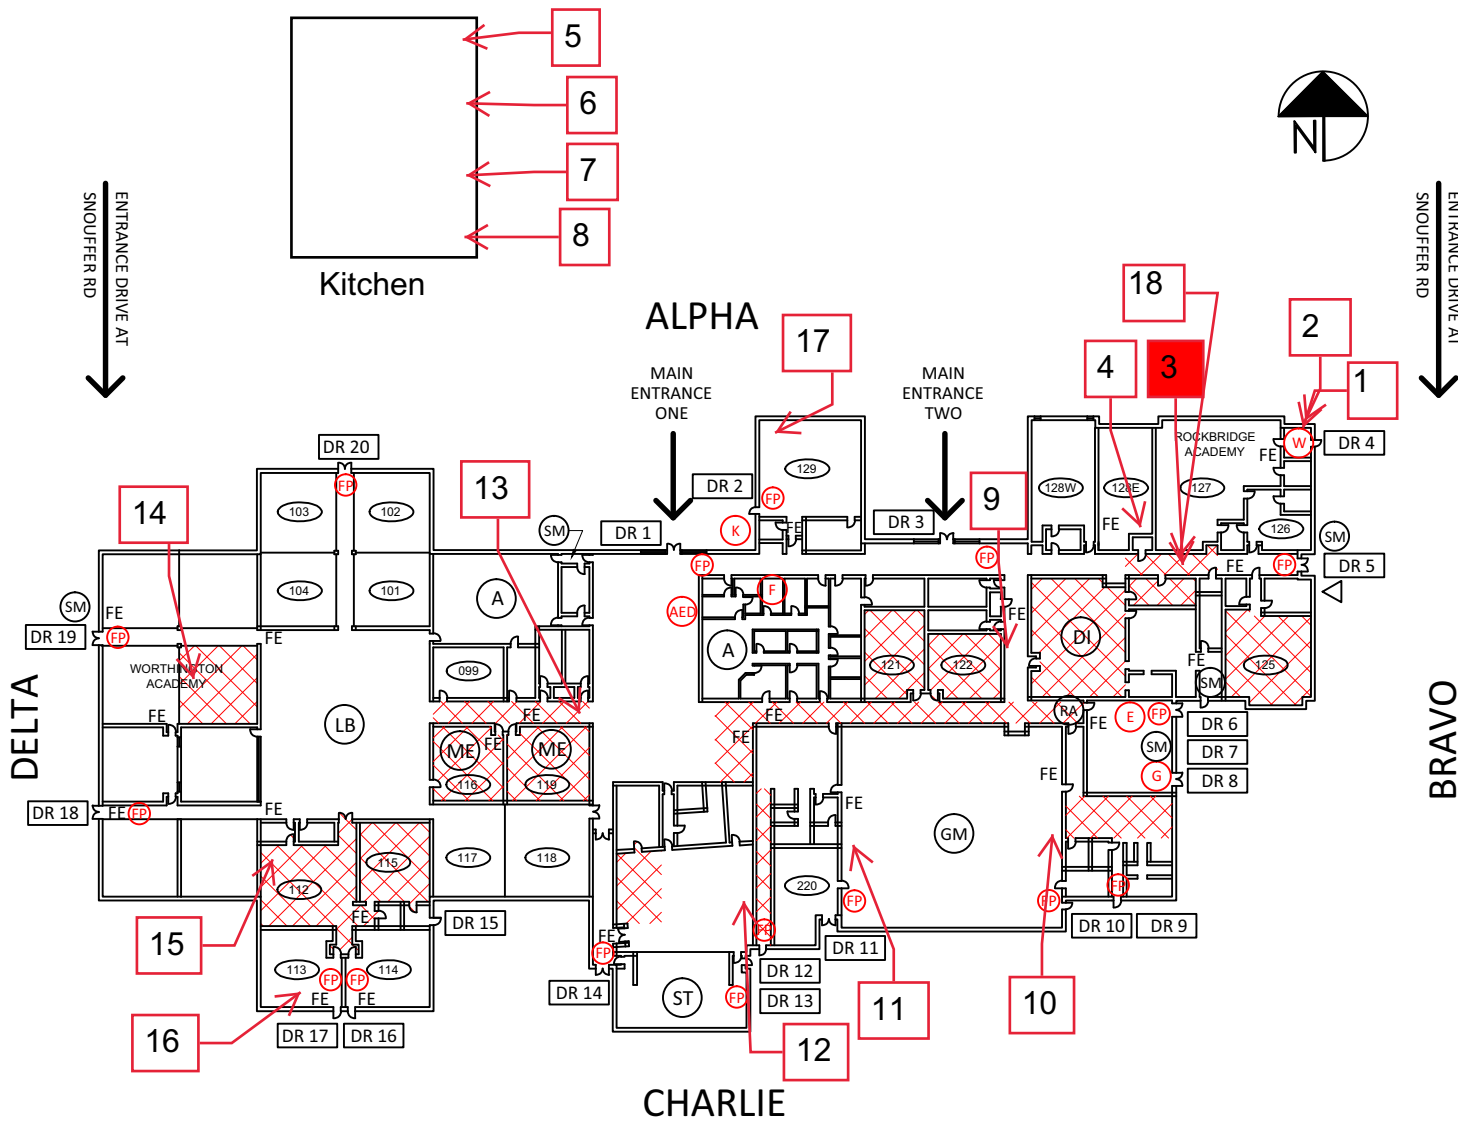 5
6
7
8
Kitchen
N
ENTRANCE DRIVE AT
SNOUFFER RD
ENTRANCE DRIVE AT
SNOUFFER RD
ALPHA
18
2
1
17
4
3
MAIN
ENTRANCE
ONE
MAIN
ENTRANCE
TWO
DR 20
13
14
9
DR 2
DR 1
DR 3
DR 4
ROCKBRIDGE
ACADEMY
FE
W
FP
103
102
129
FP
128W
128E
127
126
FE
FE
K
SM
SM
FP
FP
FP
FE
DR 5
104
101
A
SM
FE
AED
F
FE
DR 19
FP
FE
WORTHINGTON
ACADEMY
099
A
121
122
DI
FE
SM
125
FE
LB
FE
FE
FE
RA
FE
E
FP
DR 6
DR 7
DR 8
SM
G
ME
FE
ME
116
119
FE
FE
FE
DR 18
FE
FP
FE
GM
112
115
117
118
220
FE
DR 15
FP
FP
FP
FP
DR 10
DR 9
DR 11
FE
FP
15
113
114
FP
FP
FE
FE
DR 14
ST
FP
DR 12
DR 13
DR 17
DR 16
16
12
11
10
DELTA
BRAVO
CHARLIE